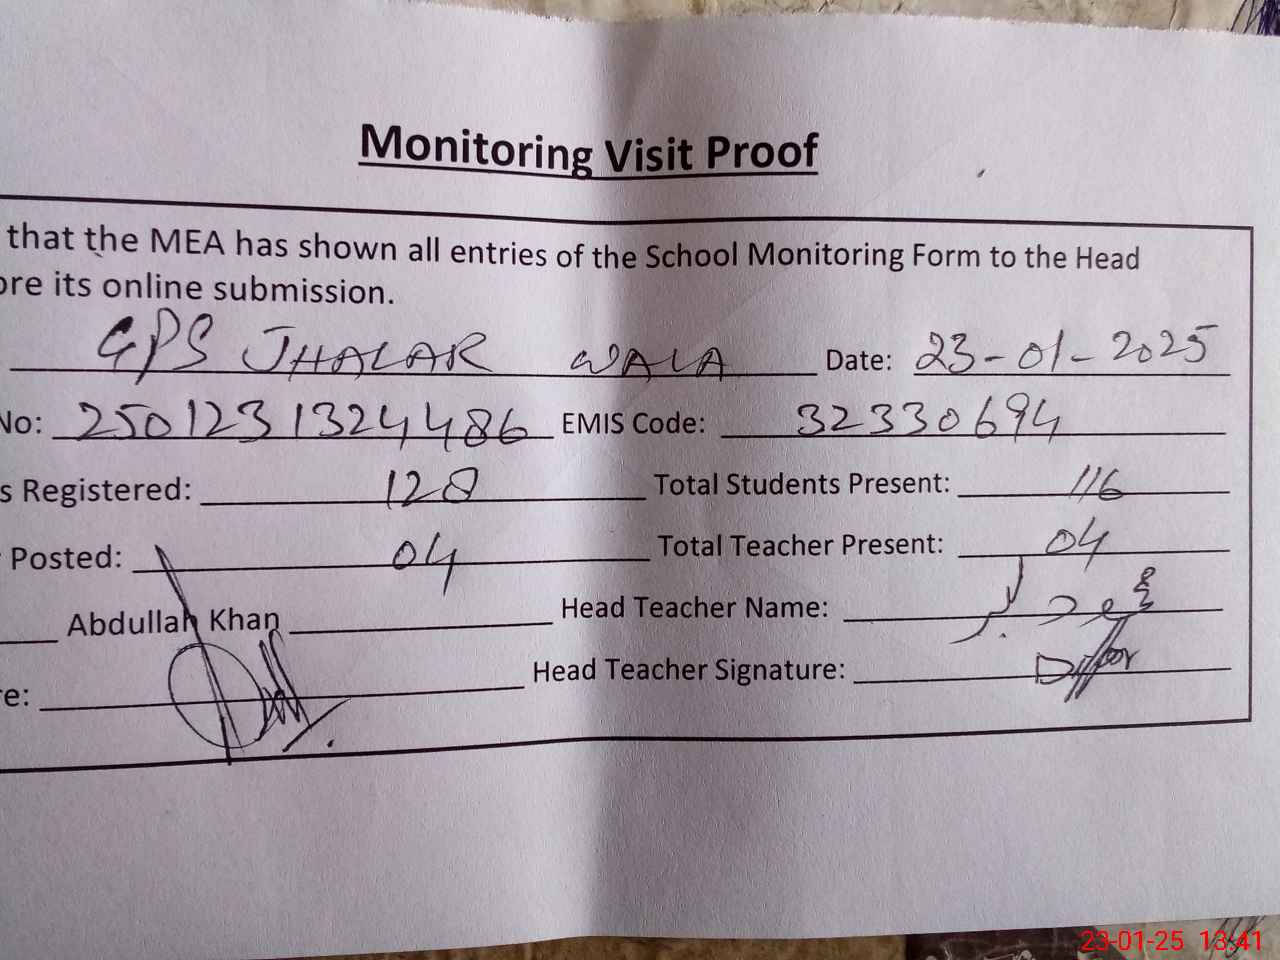 Monitoring Visit Proof
that the MEA has shown all entries of the School Monitoring Form to the Head
ore its online submission.
GPS JHALAR WALA Date: 23-01-2025
No: 2501231324486 EMIS Code: 32330694
s Registered: 128 Total Students Present: 116
Posted: 04 Total Teacher Present: 04
Abdullah Khan Head Teacher Name:
re: Head Teacher Signature:
23-01-25 13:41